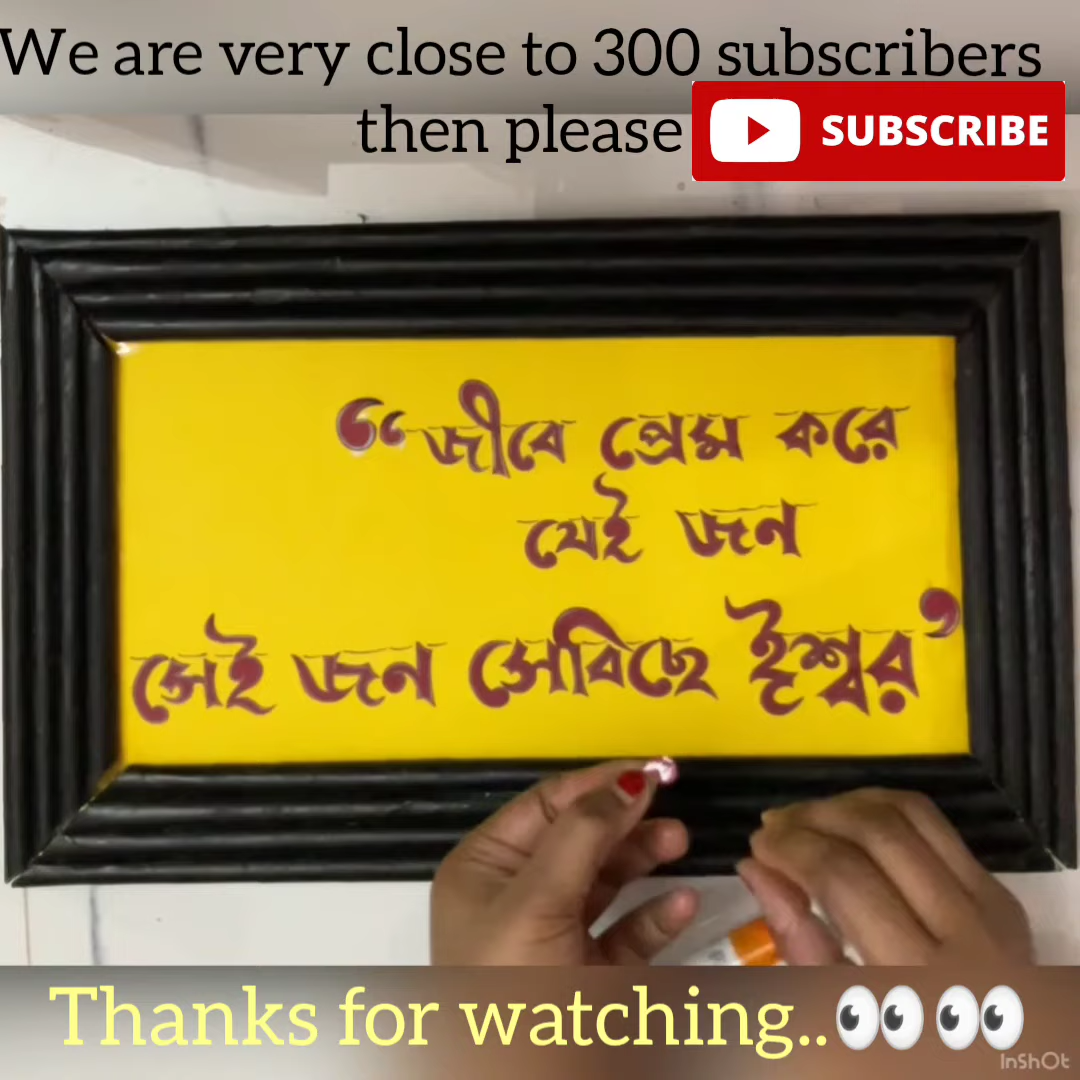 We are very close to 300 subscribers
then please SUBSCRIBE
“জীবে প্রেম করে
যেই জন
সেই জন সেবিছে ঈশ্বর’
Thanks for watching..👀 👀
InShOt